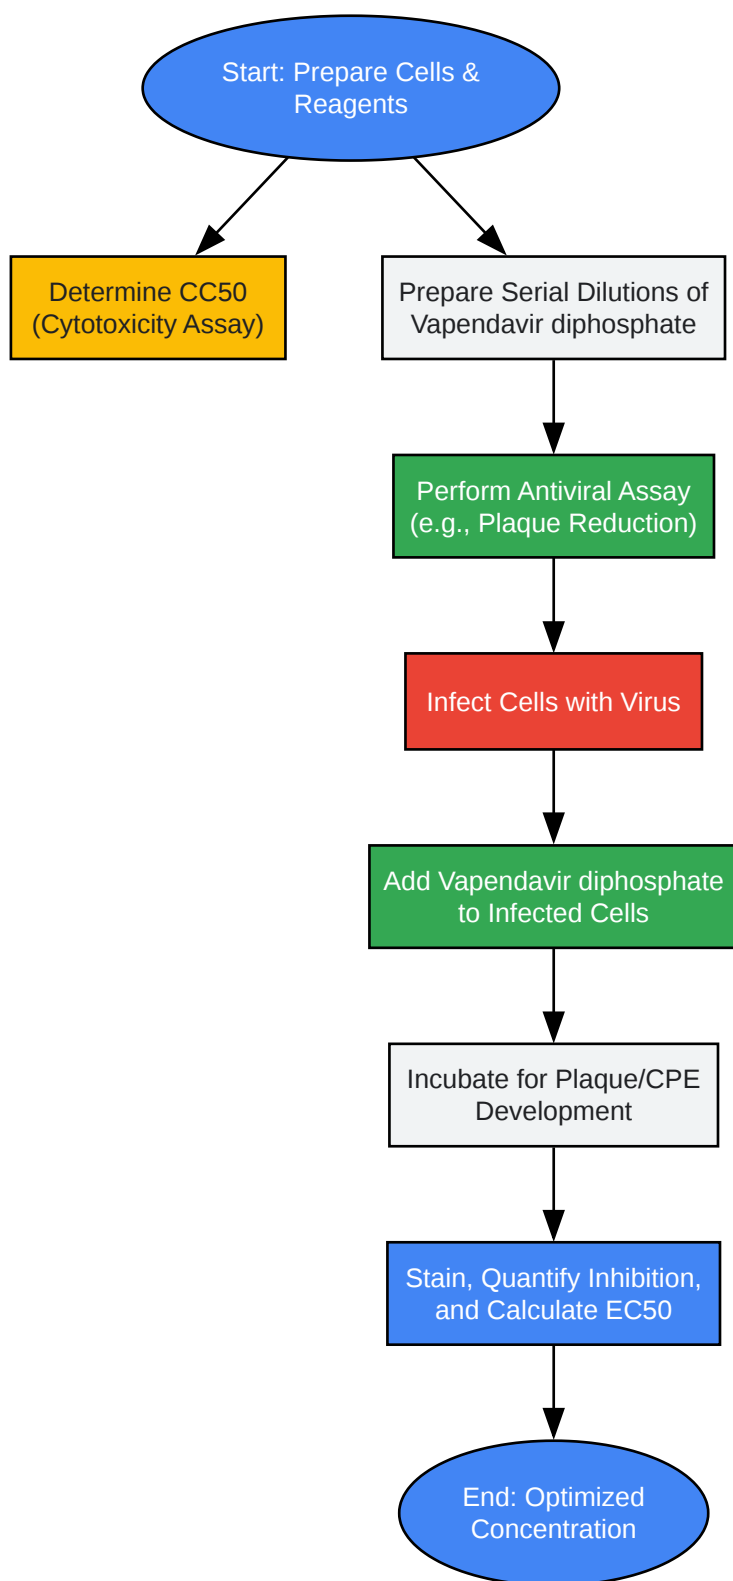 Start: Prepare Cells &
Reagents
Determine CC50
(Cytotoxicity Assay)
Prepare Serial Dilutions of
Vapendavir diphosphate
Perform Antiviral Assay
(e.g., Plaque Reduction)
Infect Cells with Virus
Add Vapendavir diphosphate
to Infected Cells
Incubate for Plaque/CPE
Development
Stain, Quantify Inhibition,
and Calculate EC50
End: Optimized
Concentration